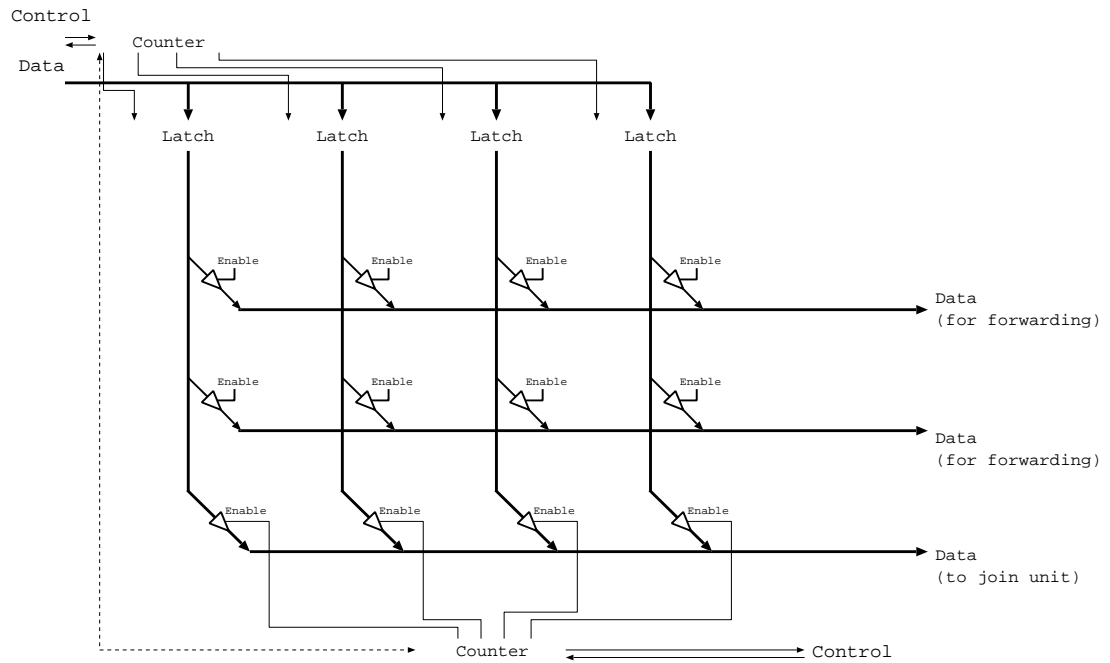 Control
Counter
Data
Latch Latch Latch Latch
Enable Enable Enable Enable
Data
(for forwarding)
Enable Enable Enable Enable
Data
(for forwarding)
Enable Enable Enable Enable
Data
(to join unit)
Counter Control